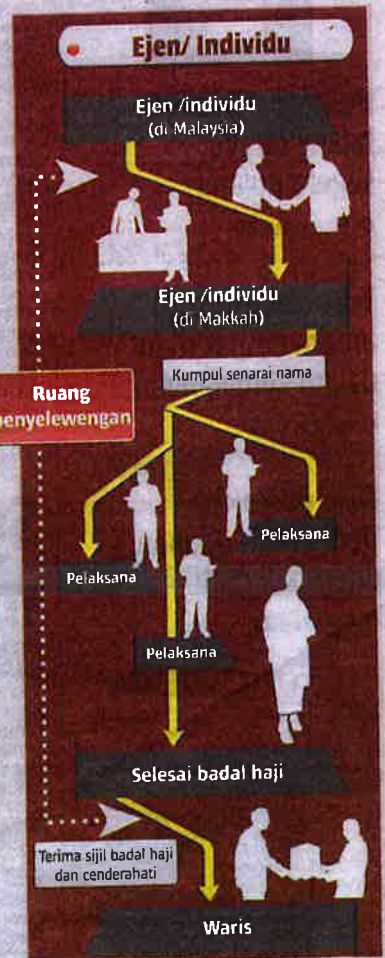 Ejen/ Individu
Ejen /individu
(di Malaysia)
Ejen /individu
(di Makkah)
Kumpul senarai nama
Ruang
penyelewengan
Pelaksana
Pelaksana
Pelaksana
Selesai badal haji
Terima sijil badal haji
dan cenderahati
Waris